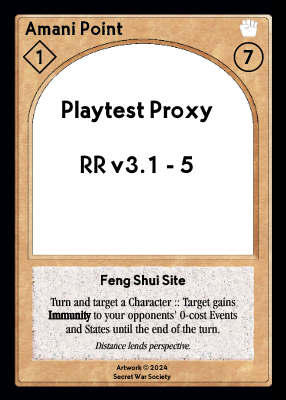 Amani Point
1
7
Playtest Proxy
RR v3.1 - 5
Feng Shui Site
Turn and target a Character :: Target gains
Immunity to your opponents' 0-cost Events
and States until the end of the turn.
Distance lends perspective.
Artwork © 2024
Secret War Society